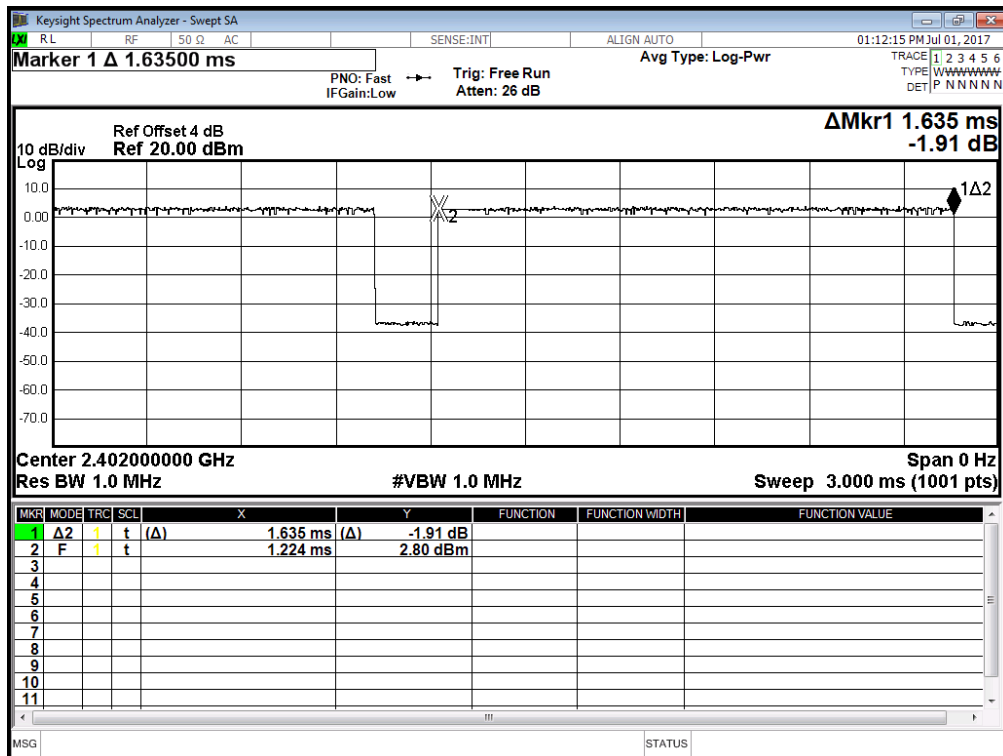 Keysight Spectrum Analyzer - Swept SA
LXI RL RF 50 Ω AC SENSE:INT ALIGN AUTO 01:12:15 PM Jul 01, 2017
Marker 1 Δ 1.63500 ms
PNO: Fast
IFGain:Low
Trig: Free Run
Atten: 26 dB
Avg Type: Log-Pwr
TRACE 1 2 3 4 5 6
TYPE W W W W W W
DET P N N N N N
ΔMkr1 1.635 ms
-1.91 dB
Ref Offset 4 dB
10 dB/div Ref 20.00 dBm
Log
10.0
0.00
-10.0
-20.0
-30.0
-40.0
-50.0
-60.0
-70.0
2
1Δ2
Center 2.402000000 GHz Span 0 Hz
Res BW 1.0 MHz #VBW 1.0 MHz Sweep 3.000 ms (1001 pts)
MKR MODE TRC SCL X Y FUNCTION FUNCTION WIDTH FUNCTION VALUE
1 Δ2 1 t (Δ) 1.635 ms (Δ) -1.91 dB
2 F 1 t 1.224 ms 2.80 dBm
3
4
5
6
7
8
9
10
11
MSG STATUS